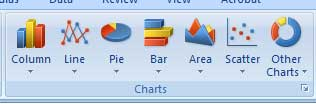 Data Review View Acrobat
Column Line Pie Bar Area Scatter Other
Charts
Charts